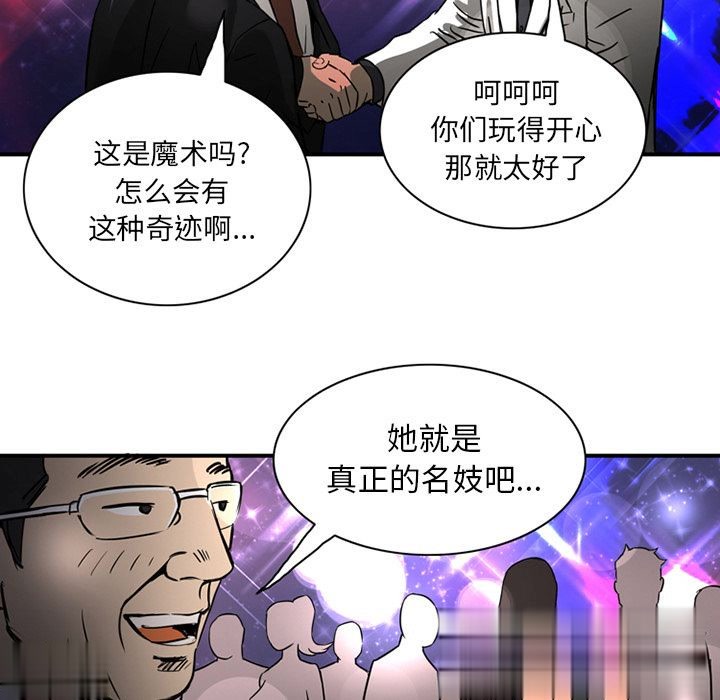 这是魔术吗?
怎么会有
这种奇迹啊...
呵呵呵
你们玩得开心
那就太好了
她就是
真正的名妓吧...